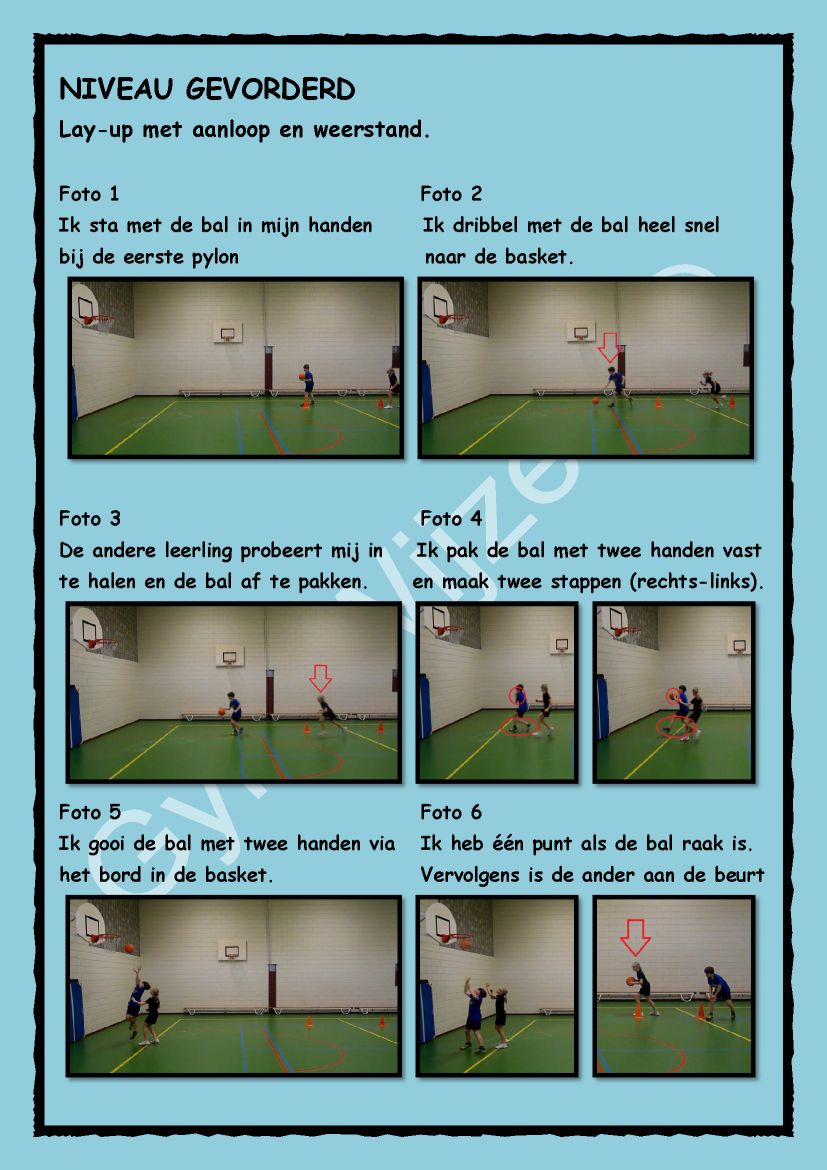 NIVEAU GEVORDERD
Lay-up met aanloop en weerstand.
Foto 1
Ik sta met de bal in mijn handen
bij de eerste pylon
Foto 2
Ik dribbel met de bal heel snel
naar de basket.
Foto 3
De andere leerling probeert mij in
te halen en de bal af te pakken.
Foto 4
Ik pak de bal met twee handen vast
en maak twee stappen (rechts-links).
Foto 5
Ik gooi de bal met twee handen via
het bord in de basket.
Foto 6
Ik heb één punt als de bal raak is.
Vervolgens is de ander aan de beurt